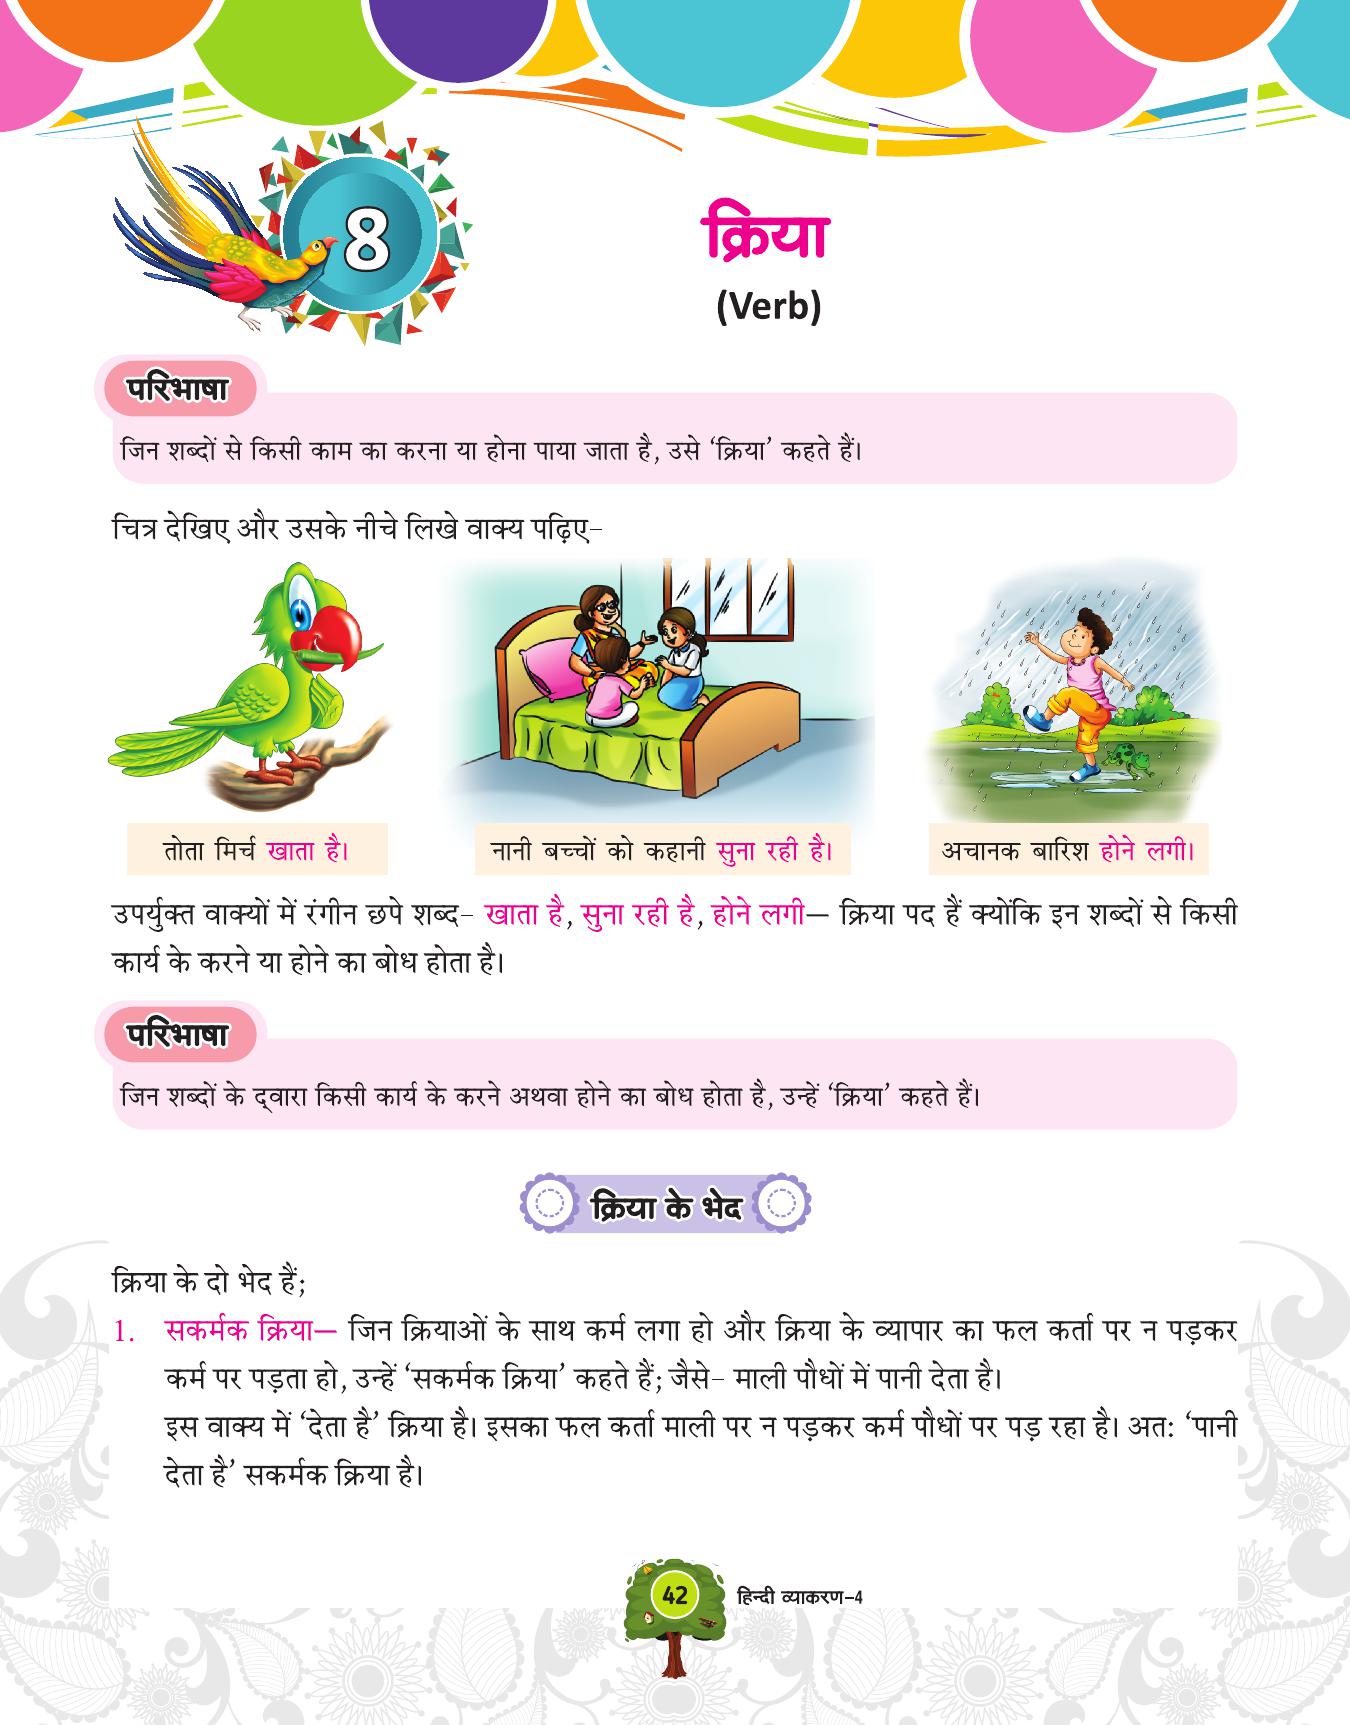 8
क्रिया
(Verb)
परिभाषा
जिन शब्दों से किसी काम का करना या होना पाया जाता है, उसे ‘क्रिया’ कहते हैं।
चित्र देखिए और उसके नीचे लिखे वाक्य पढ़िए–
तोता मिर्च खाता है।
नानी बच्चों को कहानी सुना रही है।
अचानक बारिश होने लगी।
उपर्युक्त वाक्यों में रंगीन छपे शब्द– खाता है, सुना रही है, होने लगी— क्रिया पद हैं क्योंकि इन शब्दों से किसी
कार्य के करने या होने का बोध होता है।
परिभाषा
जिन शब्दों के द्‌वारा किसी कार्य के करने अथवा होने का बोध होता है, उन्हें ‘क्रिया’ कहते हैं।
क्रिया के भेद
क्रिया के दो भेद हैं;
1. सकर्मक क्रिया— जिन क्रियाओं के साथ कर्म लगा हो और क्रिया के व्यापार का फल कर्ता पर न पड़कर
कर्म पर पड़ता हो, उन्हें ‘सकर्मक क्रिया’ कहते हैं; जैसे– माली पौधों में पानी देता है।
इस वाक्य में ‘देता है’ क्रिया है। इसका फल कर्ता माली पर न पड़कर कर्म पौधों पर पड़ रहा है। अत: ‘पानी
देता है’ सकर्मक क्रिया है।
42
हिन्दी व्याकरण–4